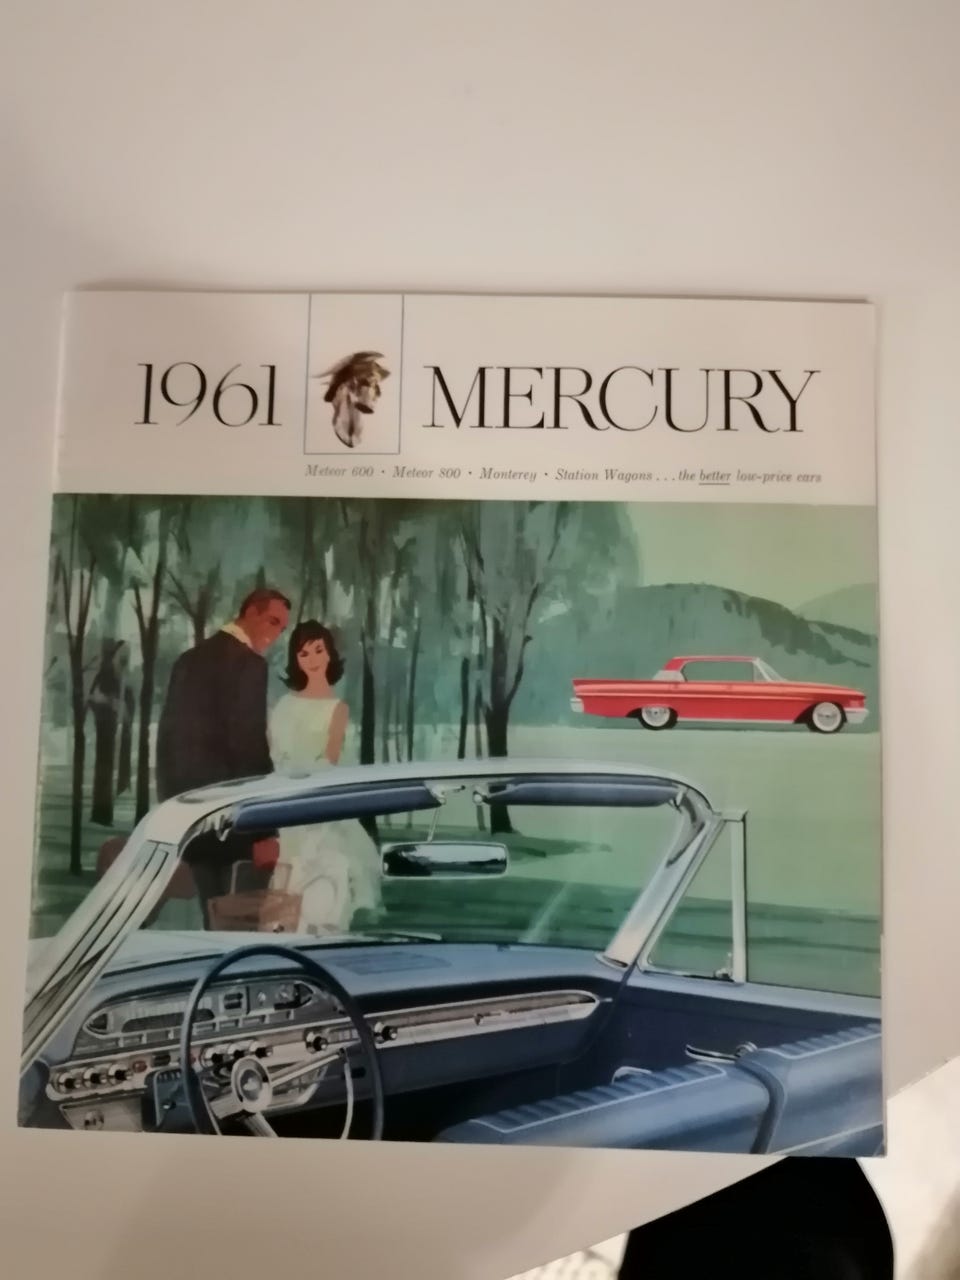 1961 MERCURY
Meteor 600 • Meteor 800 • Monterey • Station Wagons ... the better low-price cars